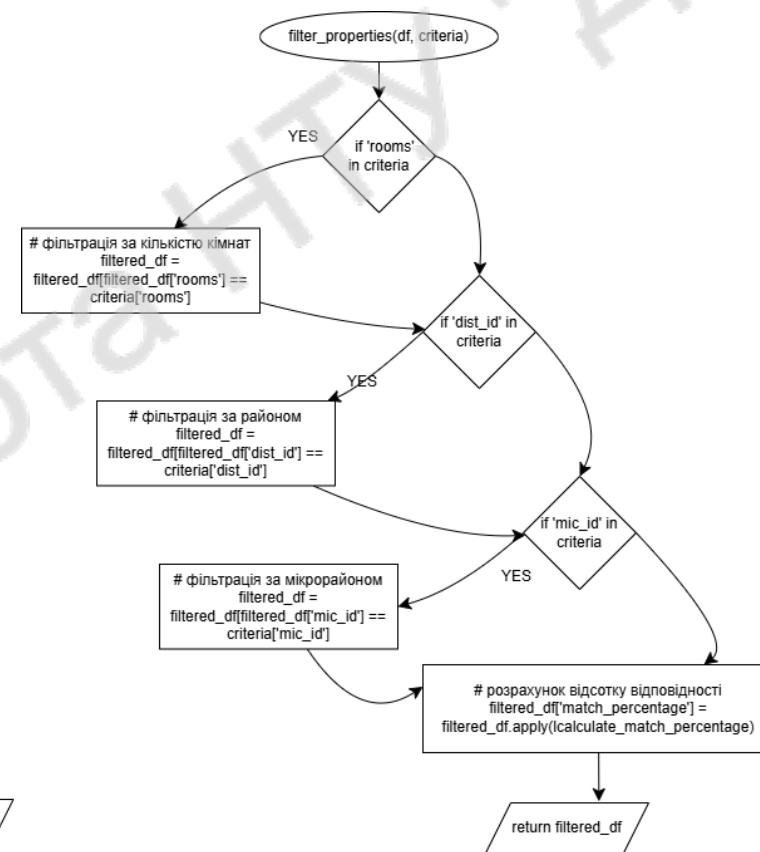 filter_properties(df, criteria)
YES
if 'rooms'
in criteria
# фільтрація за кількістю кімнат
filtered_df =
filtered_df[filtered_df['rooms'] ==
criteria['rooms']
if 'dist_id' in
criteria
YES
# фільтрація за районом
filtered_df =
filtered_df[filtered_df['dist_id'] ==
criteria['dist_id']
if 'mic_id' in
criteria
YES
# фільтрація за мікрорайоном
filtered_df =
filtered_df[filtered_df['mic_id'] ==
criteria['mic_id']
# розрахунок відсотку відповідності
filtered_df['match_percentage'] =
filtered_df.apply(lcalculate_match_percentage)
return filtered_df
НТУ